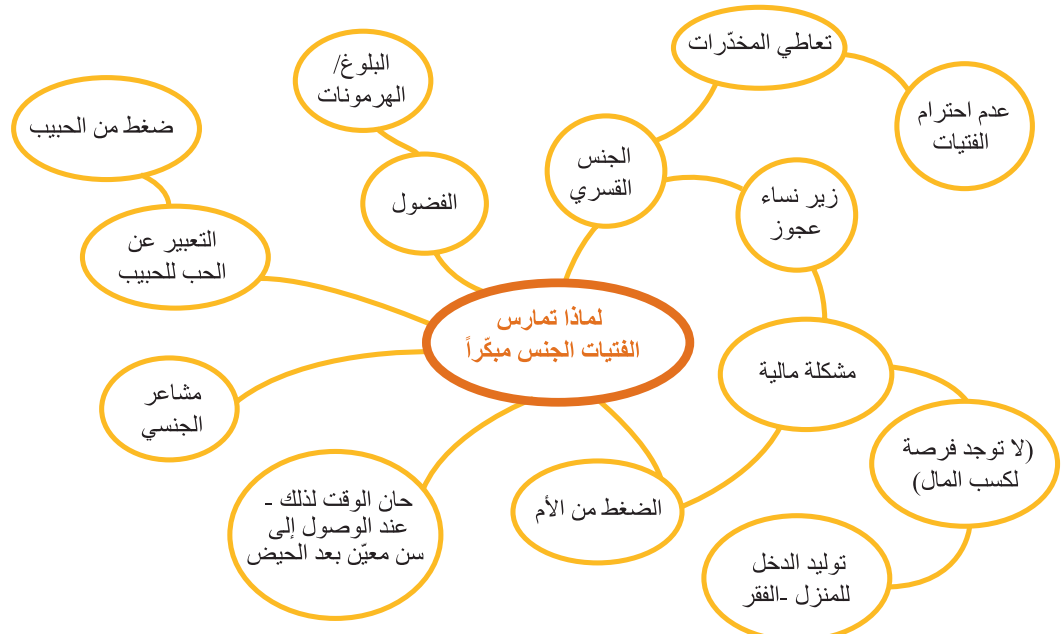 تعاطي المخدّرات
عدم احترام
الفتيات
البلوغ/
الهرمونات
الجنس
القسري
زير نساء
عجوز
ضغط من الحبيب
الفضول
التعبير عن
الحب للحبيب
لماذا تمارس
الفتيات الجنس مبكّراً
مشكلة مالية
مشاعر
الجنسي
(لا توجد فرصة
لكسب المال)
حان الوقت لذلك -
عند الوصول إلى
سن معيّن بعد الحيض
الضغط من الأم
توليد الدخل
للمنزل -الفقر